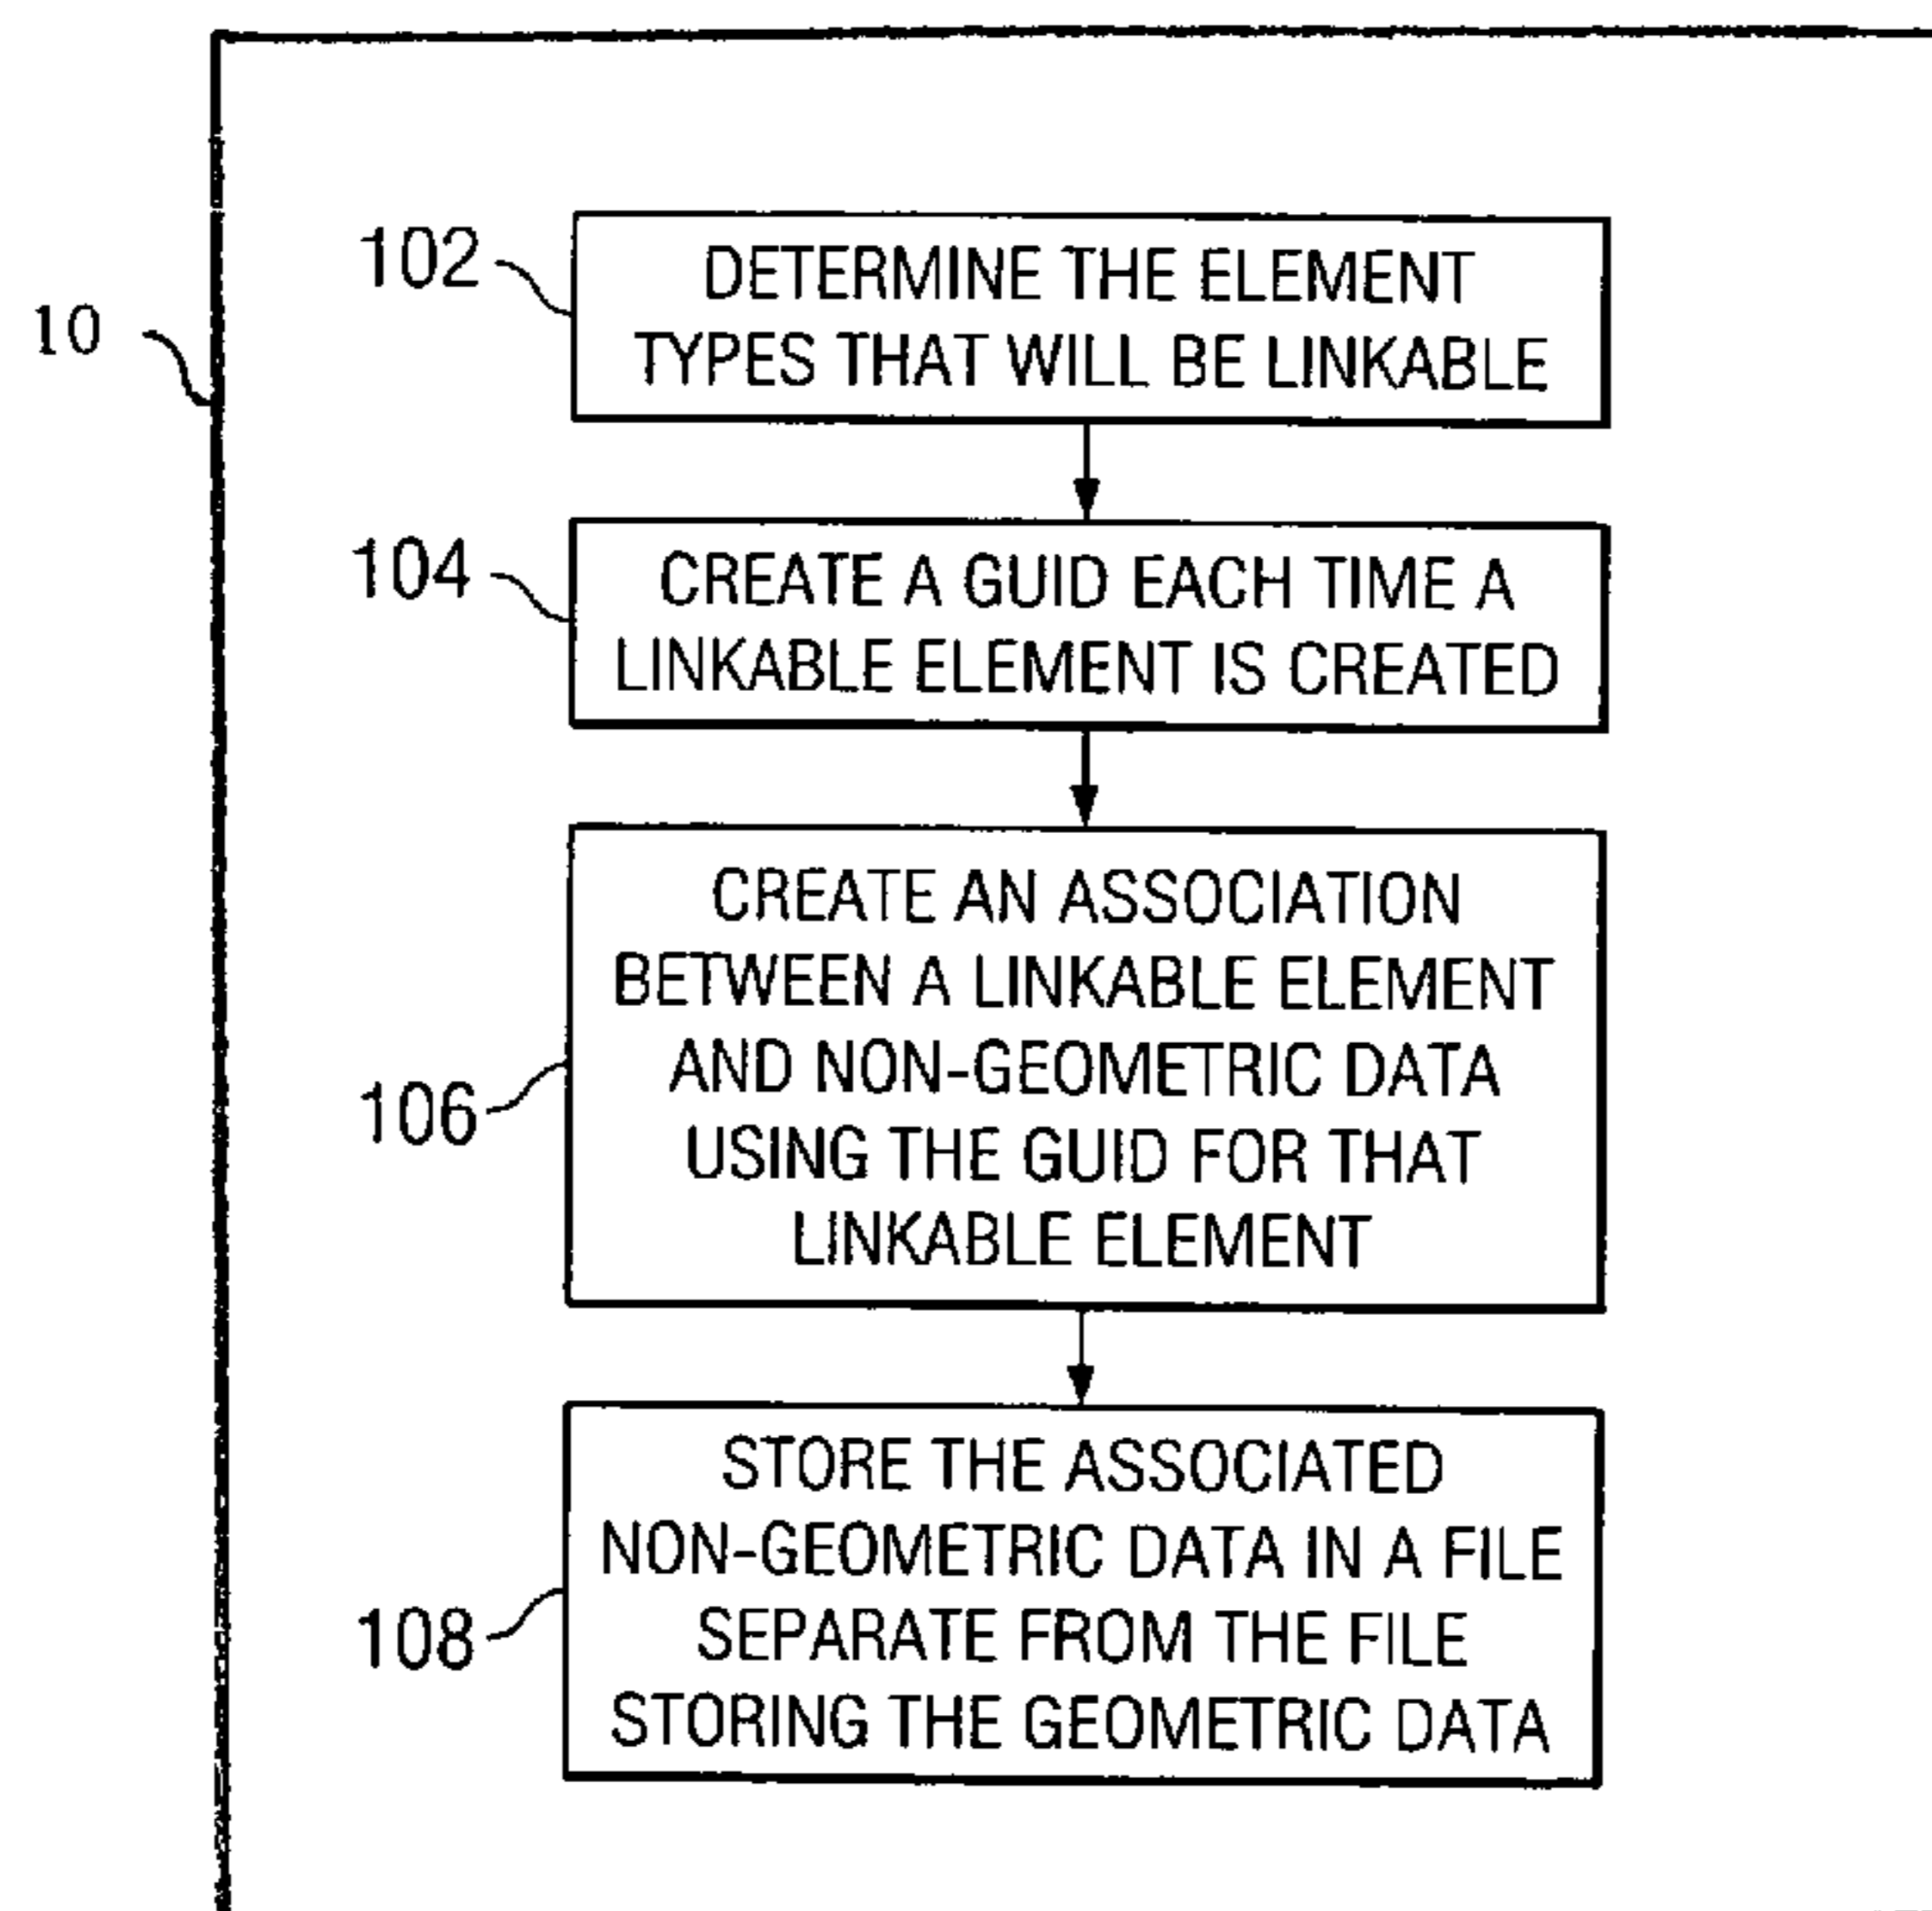 102
DETERMINE THE ELEMENT
TYPES THAT WILL BE LINKABLE
10
104
CREATE A GUID EACH TIME A
LINKABLE ELEMENT IS CREATED
106
CREATE AN ASSOCIATION
BETWEEN A LINKABLE ELEMENT
AND NON-GEOMETRIC DATA
USING THE GUID FOR THAT
LINKABLE ELEMENT
108
STORE THE ASSOCIATED
NON-GEOMETRIC DATA IN A FILE
SEPARATE FROM THE FILE
STORING THE GEOMETRIC DATA